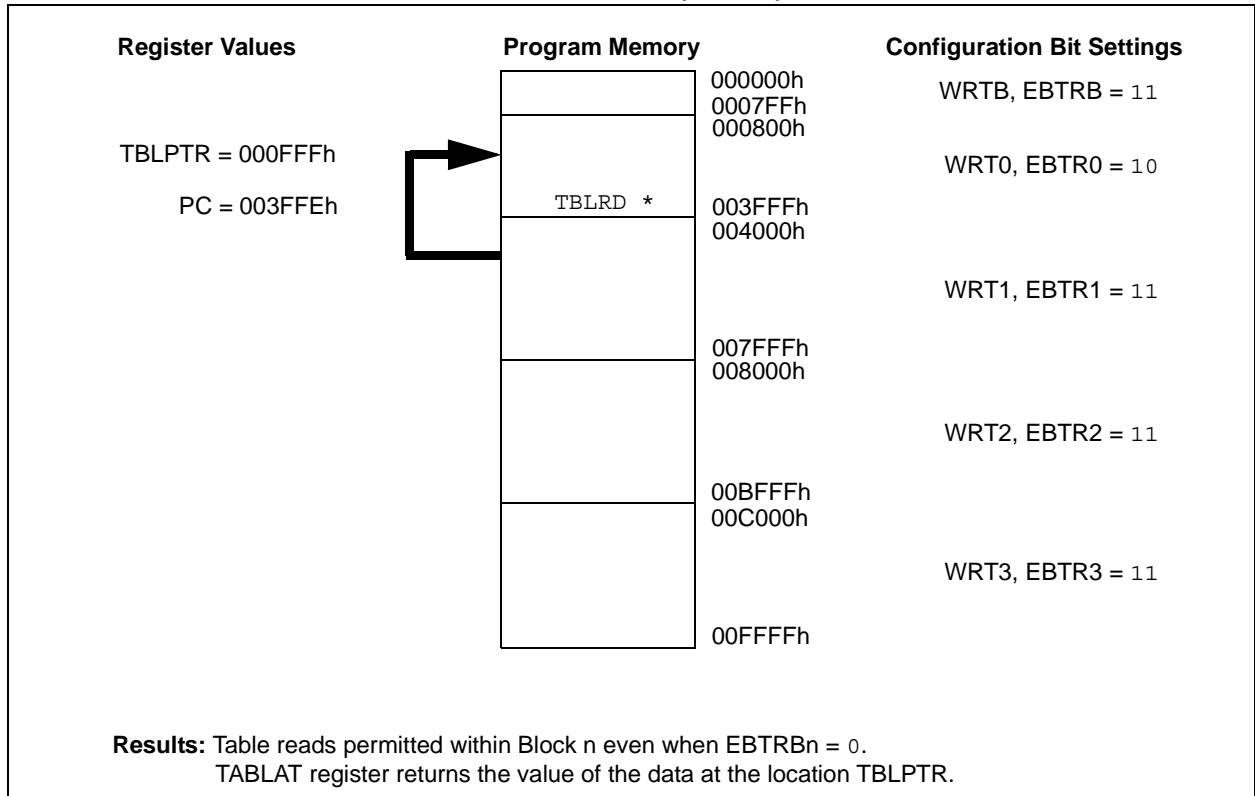 Register Values Program Memory Configuration Bit Settings
000000h
WRTB, EBTRB = 11
0007FFh
000800h
TBLPTR = 000FFFh
WRT0, EBTR0 = 10
PC = 003FFEh
TBLRD *
003FFFh
004000h
WRT1, EBTR1 = 11
007FFFh
008000h
WRT2, EBTR2 = 11
00BFFFh
00C000h
WRT3, EBTR3 = 11
00FFFFh
Results: Table reads permitted within Block n even when EBTRBn = 0.
TABLAT register returns the value of the data at the location TBLPTR.